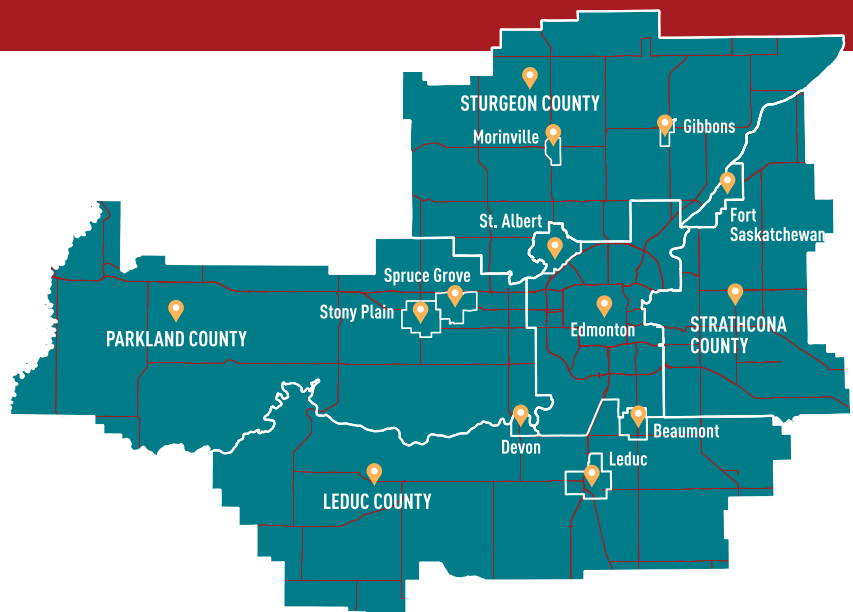 STURGEON COUNTY
Morinville
Gibbons
St. Albert
Fort
Saskatchewan
Spruce Grove
Stony Plain
PARKLAND COUNTY
Edmonton
STRATHCONA
COUNTY
Devon
Beaumont
Leduc
LEDUC COUNTY